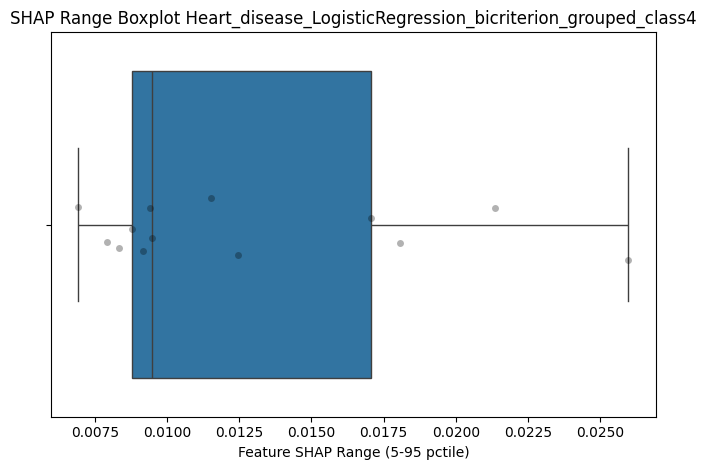 SHAP Range Boxplot Heart_disease_LogisticRegression_bicriterion_grouped_class4
0.0075 0.0100 0.0125 0.0150 0.0175 0.0200 0.0225 0.0250
Feature SHAP Range (5-95 pctile)